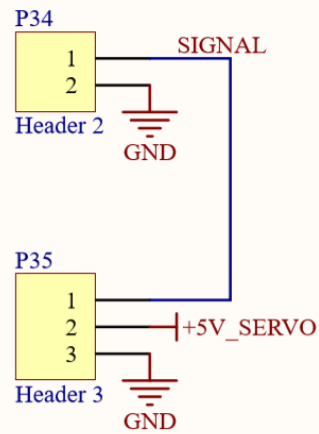 P34
1
SIGNAL
2
Header 2
GND
P35
1
2
+5V_SERVO
3
Header 3
GND